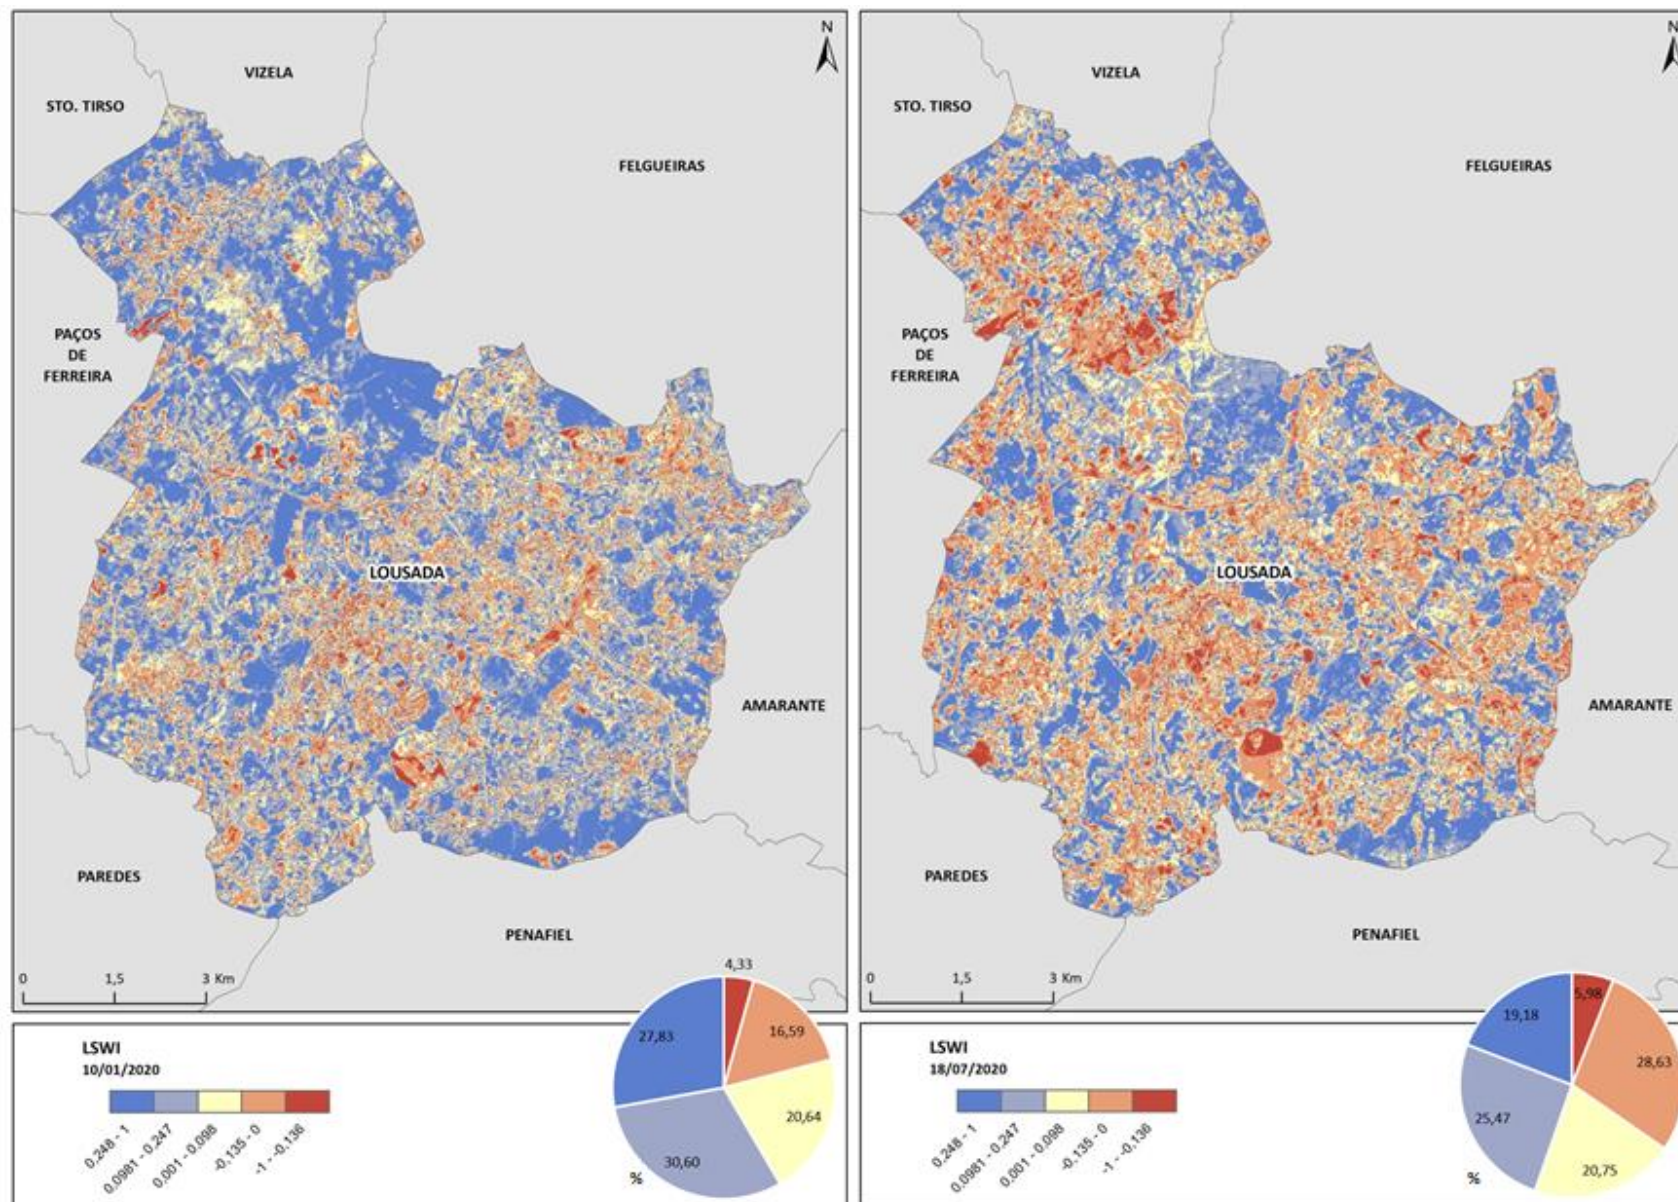 N
VIZELA
STO. TIRSO
FELGUEIRAS
PAÇOS
DE
FERREIRA
LOUSADA
AMARANTE
PAREDES
PENAFIEL
0 1,5 3 Km
4,33
27,83
16,59
20,64
30,60
%
LSWI
10/01/2020
0.248 - 1
0.0981 - 0.247
0.001 - 0.098
-0.135 - 0
-1 - -0.136
N
VIZELA
STO. TIRSO
FELGUEIRAS
PAÇOS
DE
FERREIRA
LOUSADA
AMARANTE
PAREDES
PENAFIEL
0 1,5 3 Km
5,98
19,18
28,63
25,47
20,75
%
LSWI
18/07/2020
0.248 - 1
0.0981 - 0.247
0.001 - 0.098
-0.135 - 0
-1 - -0.136